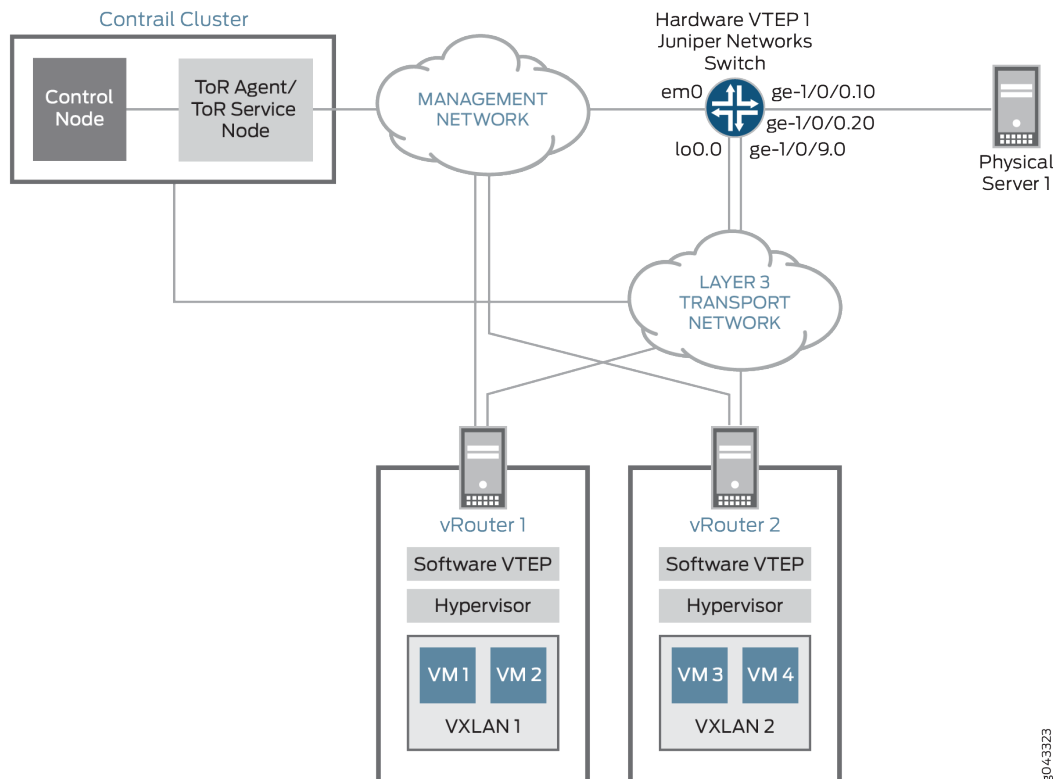 Contrail Cluster
Control
Node
ToR Agent/
ToR Service
Node
MANAGEMENT
NETWORK
Hardware VTEP 1
Juniper Networks
Switch
em0
ge-1/0/0.10
ge-1/0/0.20
lo0.0
ge-1/0/9.0
Physical
Server 1
LAYER 3
TRANSPORT
NETWORK
vRouter 1
Software VTEP
Hypervisor
VM 1
VM 2
VXLAN 1
vRouter 2
Software VTEP
Hypervisor
VM 3
VM 4
VXLAN 2
g043323